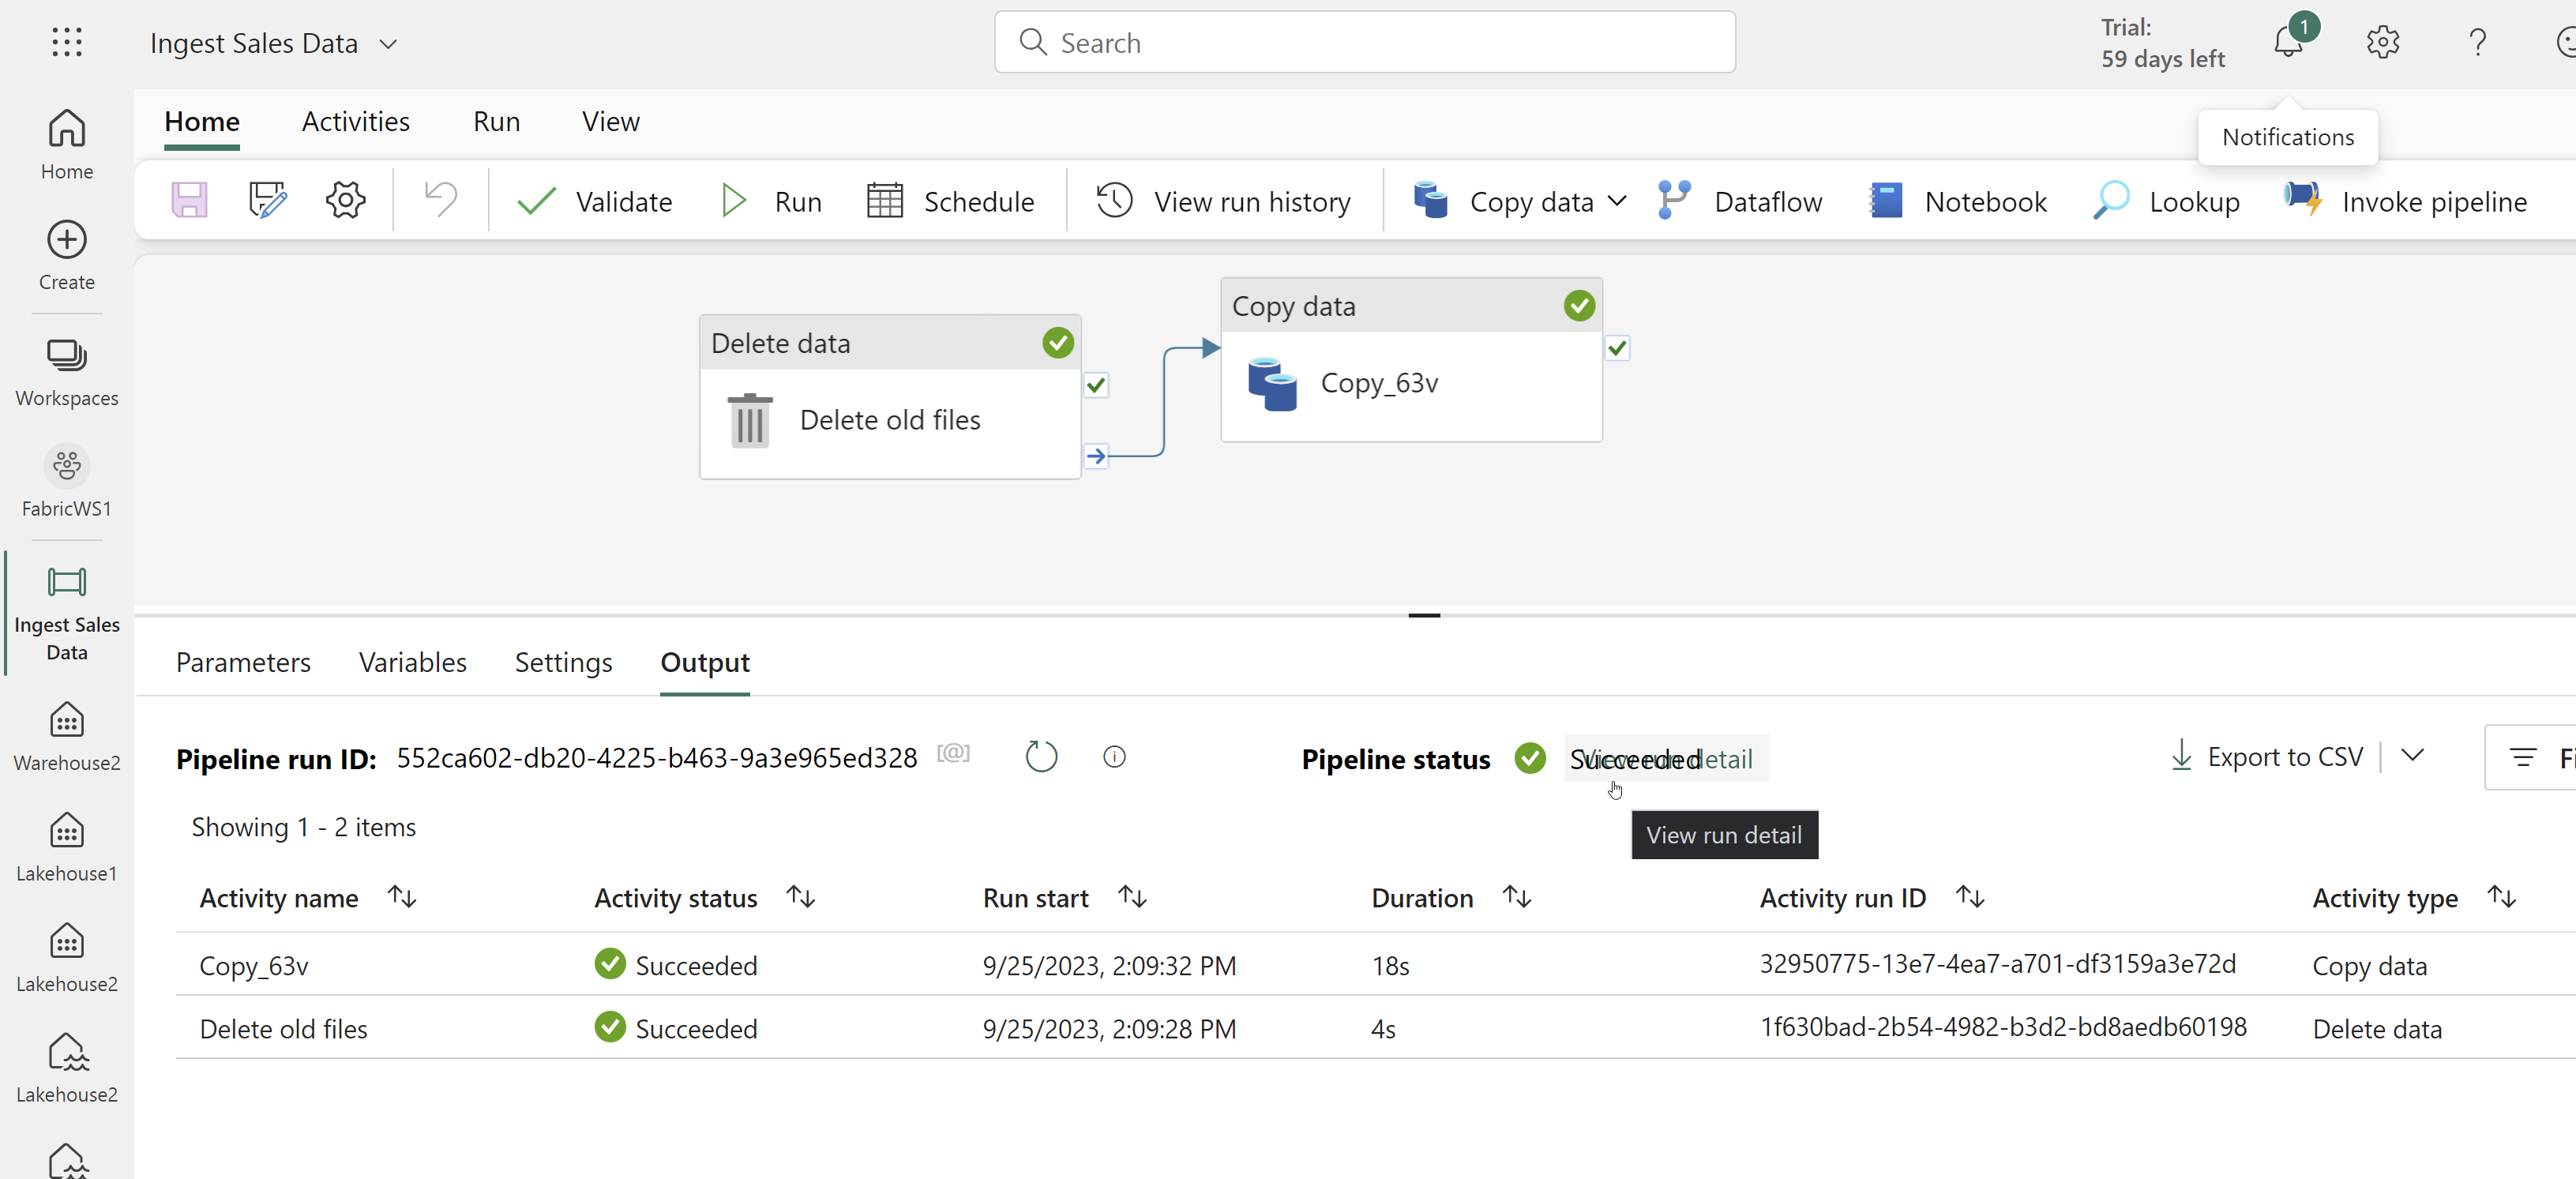 Ingest Sales Data
Search
Trial:
59 days left
1
Home
Activities
Run
View
Notifications
Validate
Run
Schedule
View run history
Copy data
Dataflow
Notebook
Lookup
Invoke pipeline
Home
Create
Workspaces
FabricWS1
Ingest Sales
Data
Warehouse2
Lakehouse1
Lakehouse2
Lakehouse2
Delete data
Delete old files
Copy data
Copy_63v
Parameters
Variables
Settings
Output
Pipeline run ID: 552ca602-db20-4225-b463-9a3e965ed328 [@]
Pipeline status
Succeeded
View run detail
Export to CSV
View run detail
Showing 1 - 2 items
Activity name
Activity status
Run start
Duration
Activity run ID
Activity type
Copy_63v
Succeeded
9/25/2023, 2:09:32 PM
18s
32950775-13e7-4ea7-a701-df3159a3e72d
Copy data
Delete old files
Succeeded
9/25/2023, 2:09:28 PM
4s
1f630bad-2b54-4982-b3d2-bd8aedb60198
Delete data